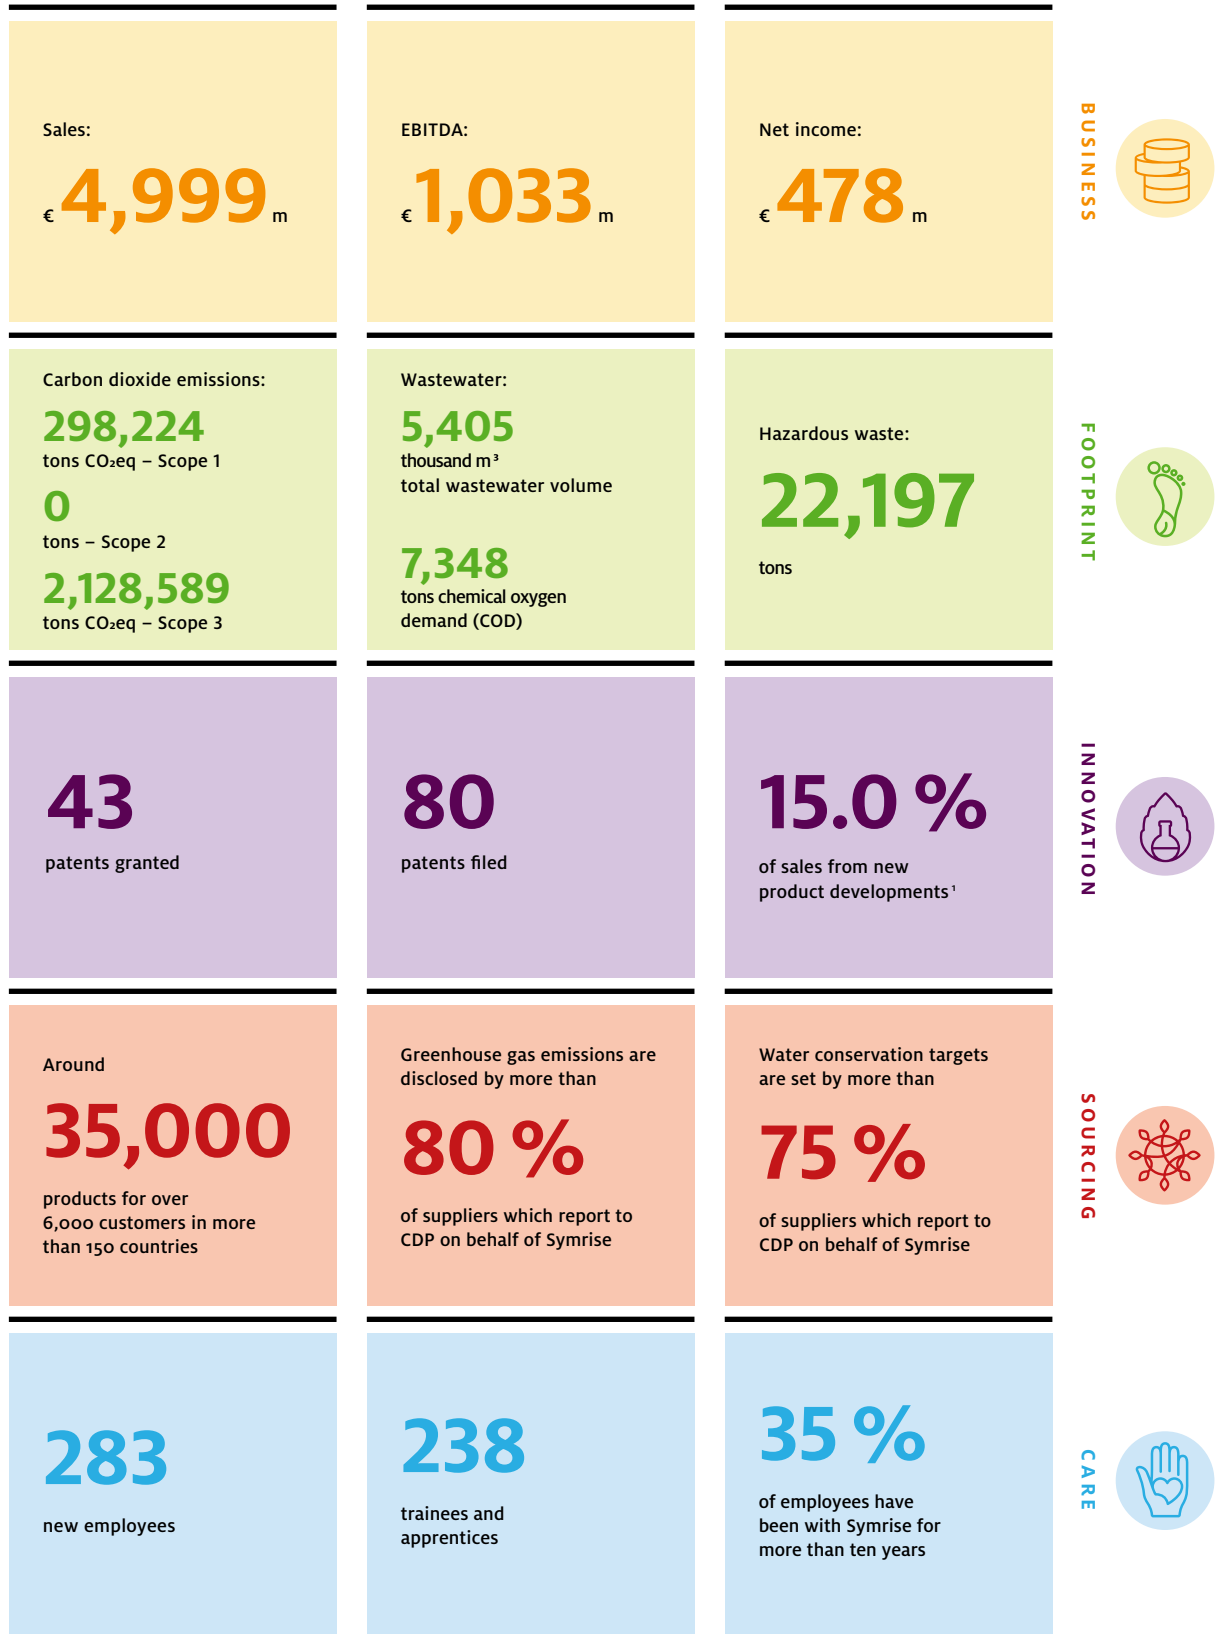 Sales:
€ 4,999 m
EBITDA:
€ 1,033 m
Net income:
€ 478 m
BUSINESS
Carbon dioxide emissions:
298,224
tons CO₂eq – Scope 1
0
tons – Scope 2
2,128,589
tons CO₂eq – Scope 3
Wastewater:
5,405
thousand m³
total wastewater volume
7,348
tons chemical oxygen
demand (COD)
Hazardous waste:
22,197
tons
FOOTPRINT
43
patents granted
80
patents filed
15.0 %
of sales from new
product developments¹
INNOVATION
Around
35,000
products for over
6,000 customers in more
than 150 countries
Greenhouse gas emissions are
disclosed by more than
80 %
of suppliers which report to
CDP on behalf of Symrise
Water conservation targets
are set by more than
75 %
of suppliers which report to
CDP on behalf of Symrise
SOURCING
283
new employees
238
trainees and
apprentices
35 %
of employees have
been with Symrise for
more than ten years
CARE